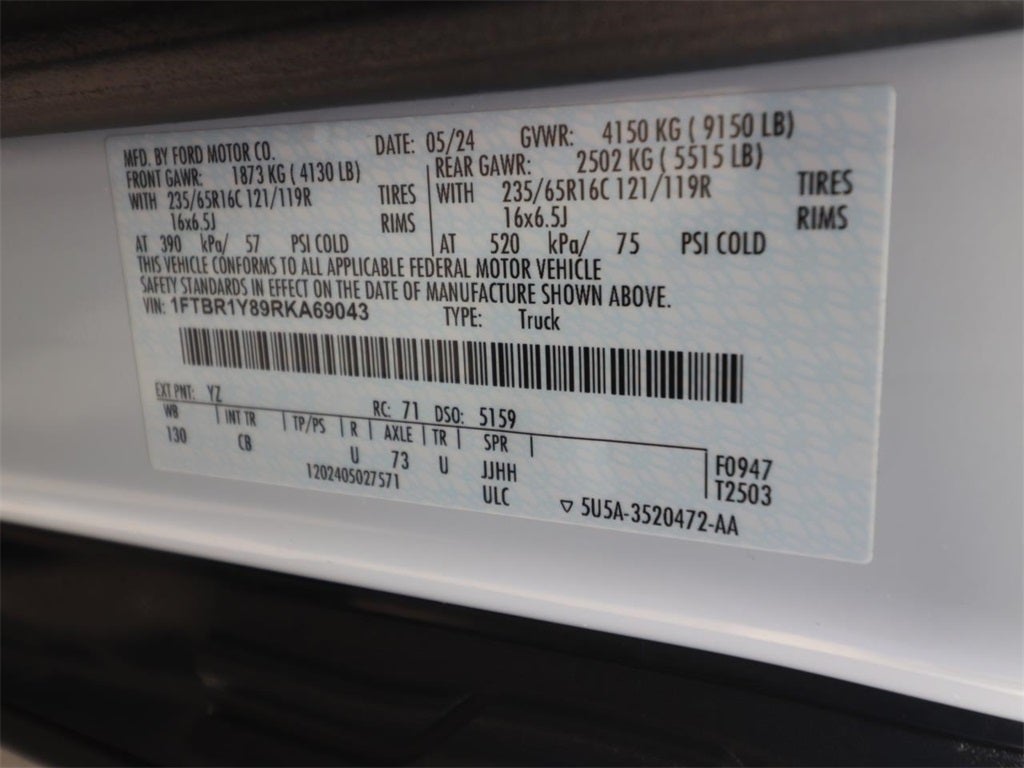 MFD. BY FORD MOTOR CO. DATE: 05/24 GVWR: 4150 KG ( 9150 LB)
FRONT GAWR: 1873 KG ( 4130 LB) REAR GAWR: 2502 KG ( 5515 LB)
WITH 235/65R16C 121/119R TIRES WITH 235/65R16C 121/119R TIRES
16x6.5J RIMS 16x6.5J RIMS
AT 390 kPa/ 57 PSI COLD AT 520 kPa/ 75 PSI COLD
THIS VEHICLE CONFORMS TO ALL APPLICABLE FEDERAL MOTOR VEHICLE
SAFETY STANDARDS IN EFFECT ON THE DATE OF MANUFACTURE SHOWN ABOVE.
VIN: 1FTBR1Y89RKA69043 TYPE: Truck
EXT PNT: YZ RC: 71 DSO: 5159
WB INT TR TP/PS R AXLE TR SPR
130 CB U 73 U JJHH F0947
1202405027571 ULC T2503
▽ 5U5A-3520472-AA